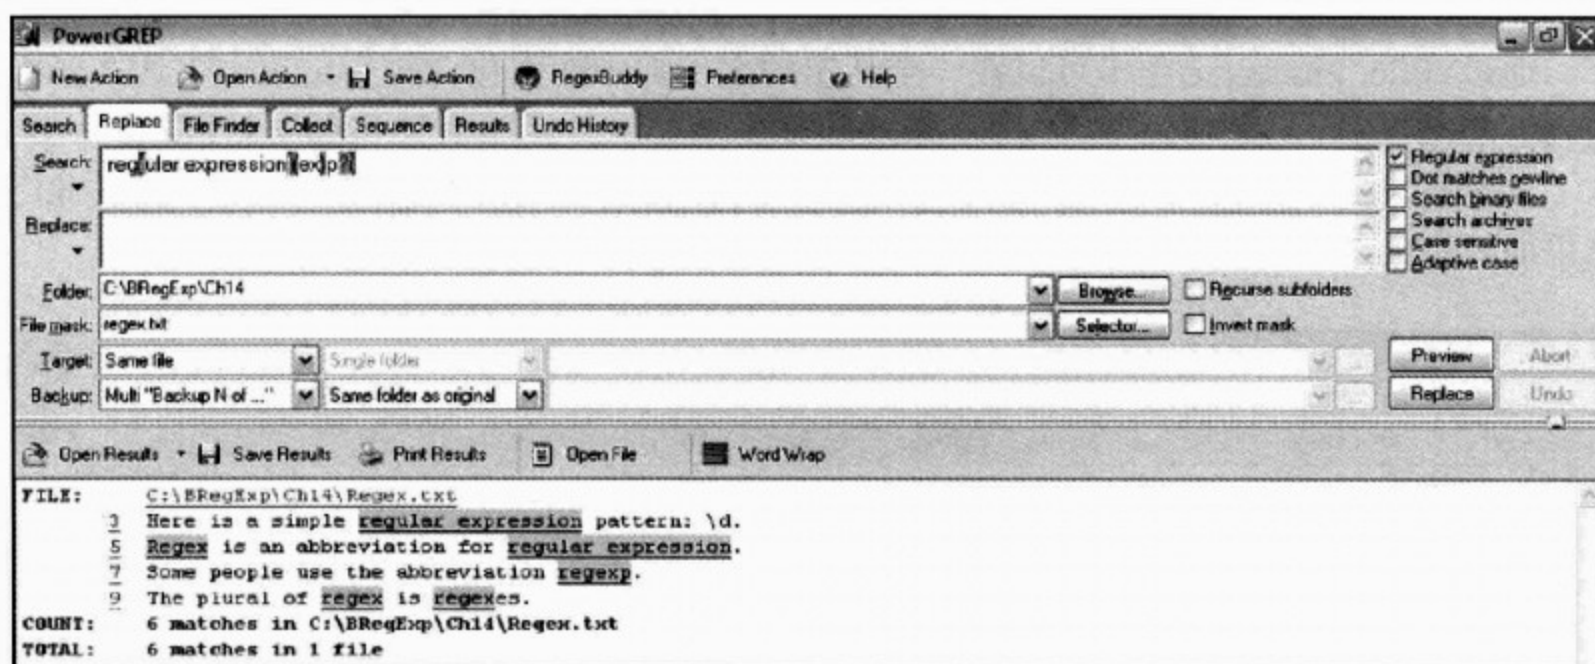 PowerGREP
New Action Open Action Save Action RegexBuddy Preferences Help
Search Replace File Finder Collect Sequence Results Undo History
Search:
Regular expression
Dot matches newline
Search binary files
Search archives
Case sensitive
Adaptive case
Replace:
Folder: C:\BRegExp\Ch14 Browse... Recurse subfolders
File mask: regex.txt Selector... Invert mask
Target: Same file Single folder Preview Abort
Backup: Multi "Backup N of ..." Same folder as original Replace Undo
Open Results Save Results Print Results Open File Word Wrap
FILE: C:\BRegExp\Ch14\Regex.txt
3 Here is a simple regular expression pattern: \d.
5 Regex is an abbreviation for regular expression.
7 Some people use the abbreviation regexp.
9 The plural of regex is regexes.
COUNT: 6 matches in C:\BRegExp\Ch14\Regex.txt
TOTAL: 6 matches in 1 file